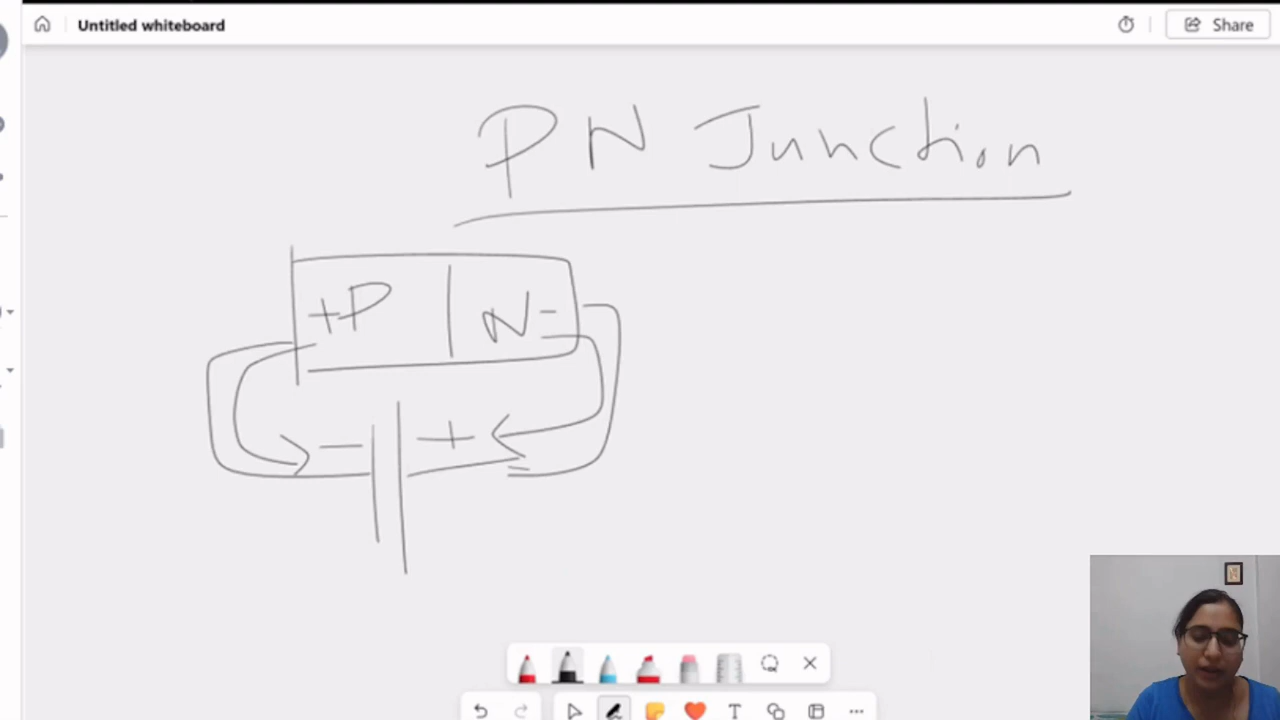 Untitled whiteboard
Share
PN Junction
+P N-
- +
T